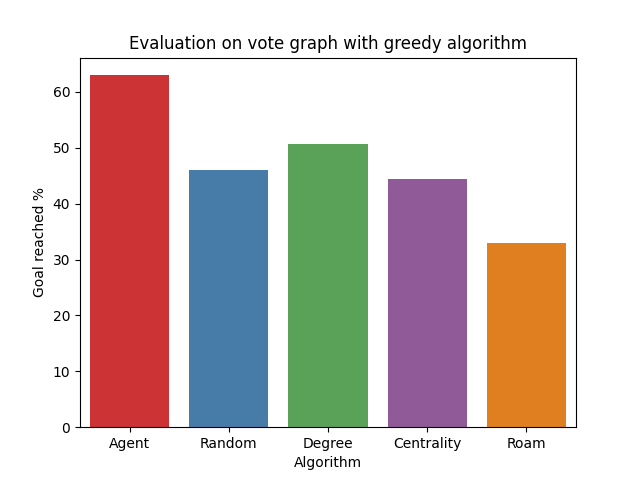 Evaluation on vote graph with greedy algorithm
Goal reached %
60
50
40
30
20
10
0
Agent Random Degree Centrality Roam
Algorithm